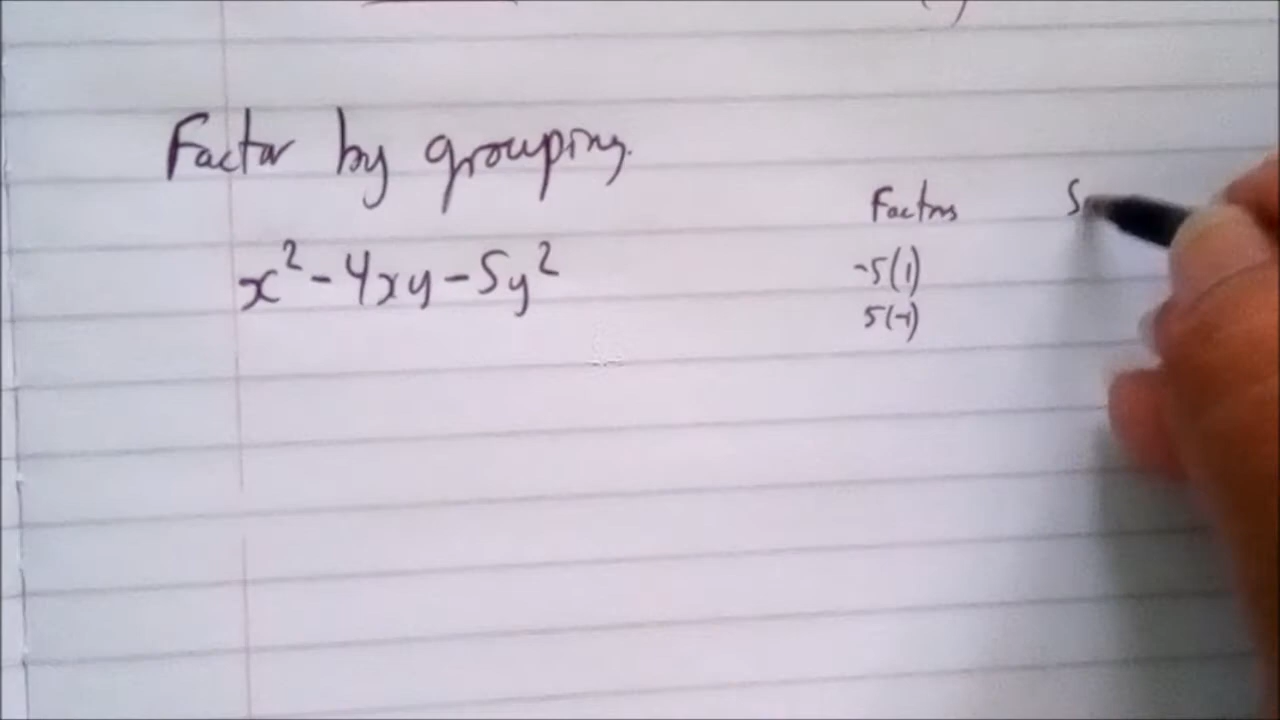 Factor by grouping.
Factors S
x² - 4xy - 5y²
-5(1)
5(-1)